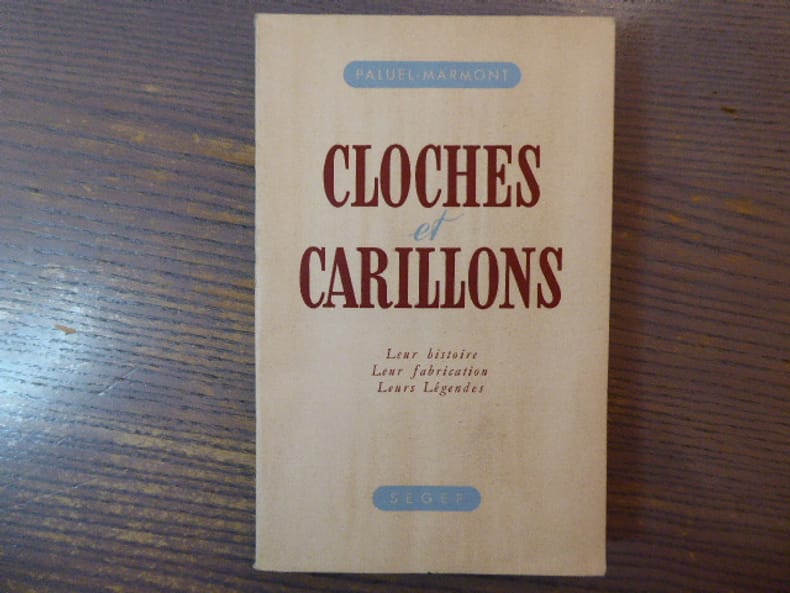 PALUEL-MARMONT
CLOCHES
et
CARILLONS
Leur histoire
Leur fabrication
Leurs Légendes
SEGEP